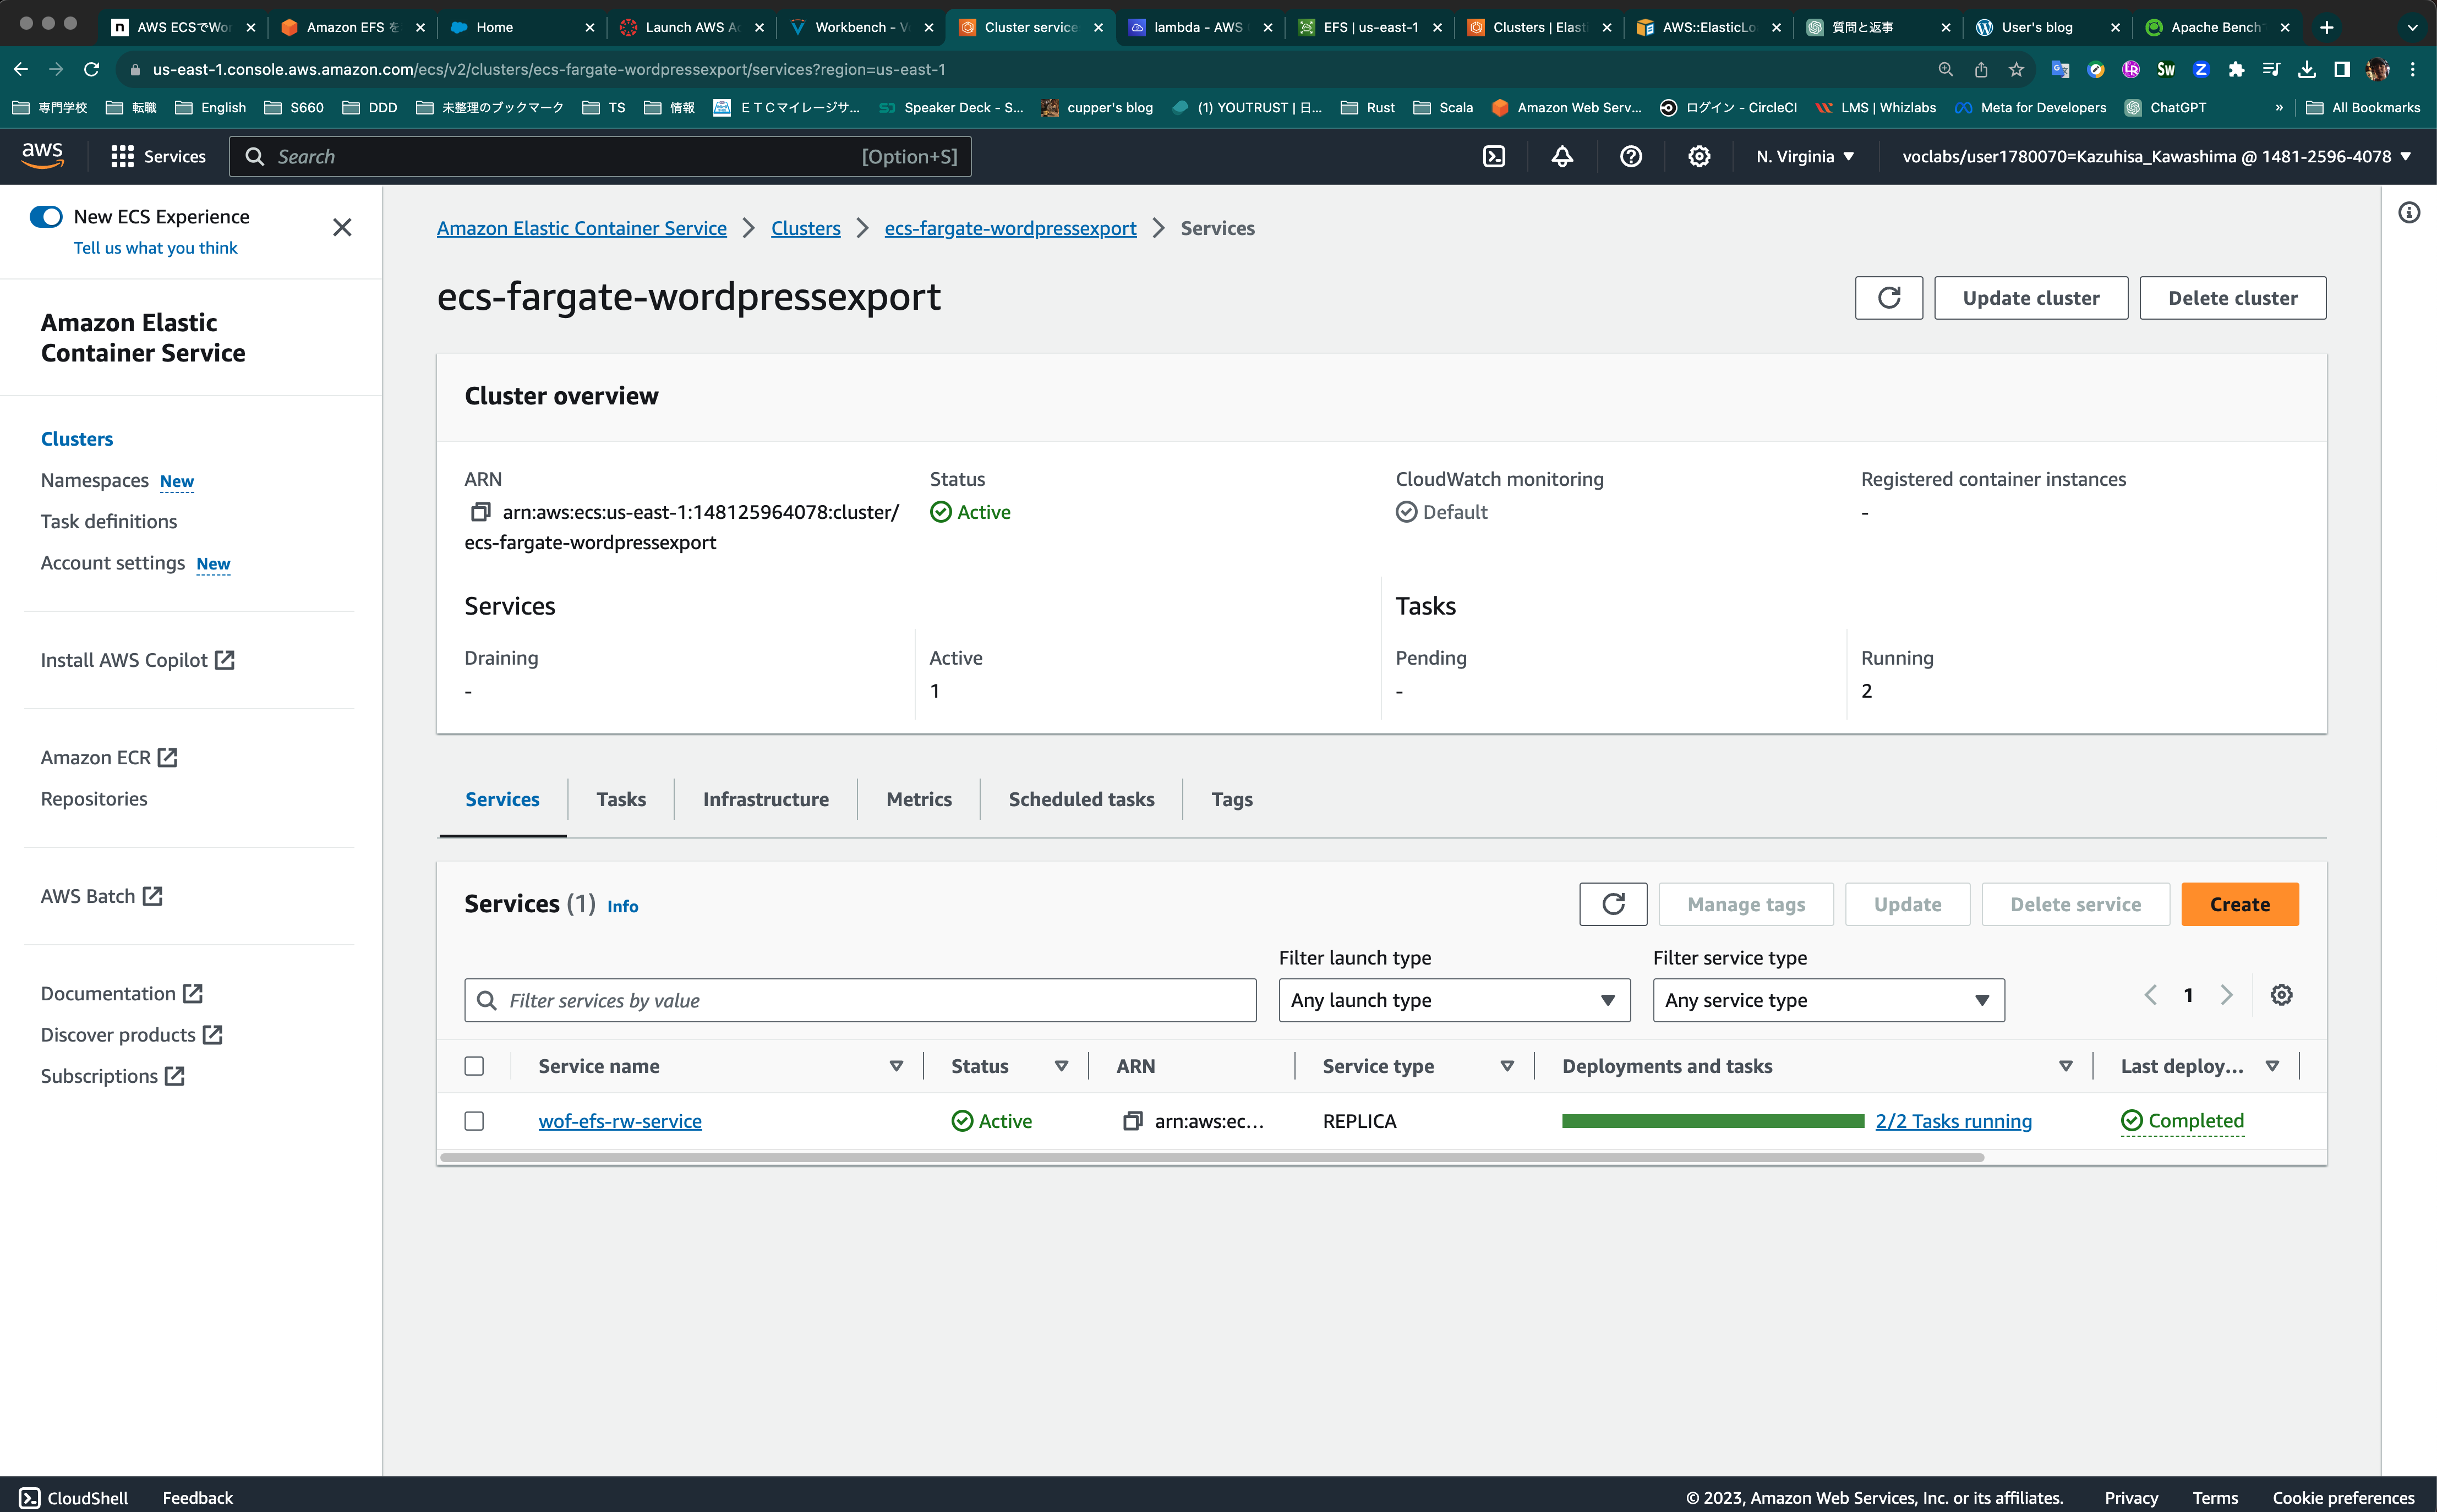 AWS ECSでWor
Amazon EFS を
Home
Launch AWS Ac
Workbench - Vo
Cluster service
lambda - AWS
EFS | us-east-1
Clusters | Elasti
AWS::ElasticLo
質問と返事
User's blog
Apache Bench
us-east-1.console.aws.amazon.com/ecs/v2/clusters/ecs-fargate-wordpressexport/services?region=us-east-1
専門学校
転職
English
S660
DDD
未整理のブックマーク
TS
情報
ＥＴＣマイレージサ...
Speaker Deck - S...
cupper's blog
(1) YOUTRUST | 日...
Rust
Scala
Amazon Web Serv...
ログイン - CircleCI
LMS | Whizlabs
Meta for Developers
ChatGPT
»
All Bookmarks
aws
Services
Search
[Option+S]
N. Virginia
voclabs/user1780070=Kazuhisa_Kawashima @ 1481-2596-4078
New ECS Experience
Tell us what you think
Amazon Elastic
Container Service
Clusters
Namespaces New
Task definitions
Account settings New
Install AWS Copilot
Amazon ECR
Repositories
AWS Batch
Documentation
Discover products
Subscriptions
Amazon Elastic Container Service
Clusters
ecs-fargate-wordpressexport
Services
ecs-fargate-wordpressexport
Update cluster
Delete cluster
Cluster overview
ARN
arn:aws:ecs:us-east-1:148125964078:cluster/
ecs-fargate-wordpressexport
Status
Active
CloudWatch monitoring
Default
Registered container instances
-
Services
Draining
-
Active
1
Tasks
Pending
-
Running
2
Services
Tasks
Infrastructure
Metrics
Scheduled tasks
Tags
Services (1) Info
Manage tags
Update
Delete service
Create
Filter services by value
Filter launch type
Any launch type
Filter service type
Any service type
1
Service name
Status
ARN
Service type
Deployments and tasks
Last deploy...
wof-efs-rw-service
Active
arn:aws:ec...
REPLICA
2/2 Tasks running
Completed
CloudShell
Feedback
© 2023, Amazon Web Services, Inc. or its affiliates.
Privacy
Terms
Cookie preferences